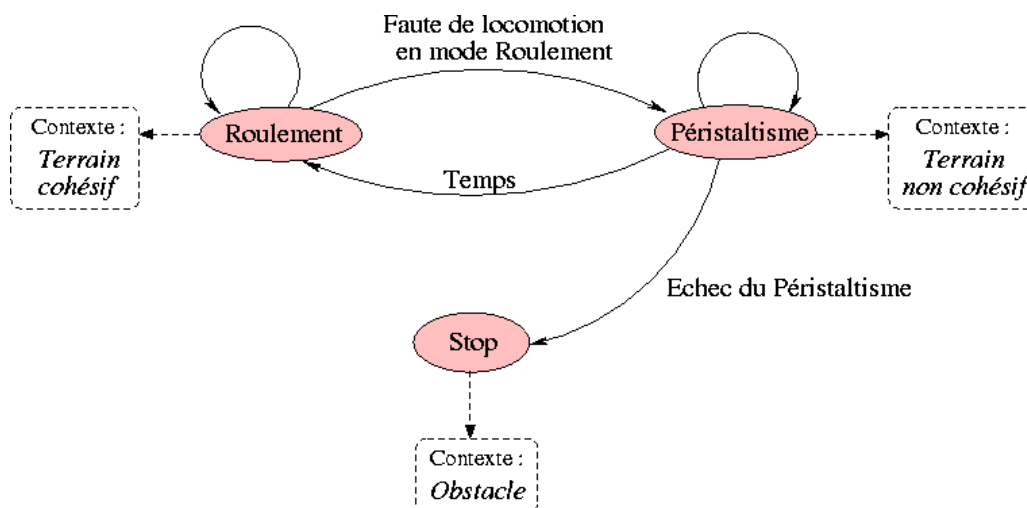 Faute de locomotion
en mode Roulement
Contexte :
Terrain
cohésif
Roulement
Péristaltisme
Contexte :
Terrain
non cohésif
Temps
Echec du Péristaltisme
Stop
Contexte :
Obstacle